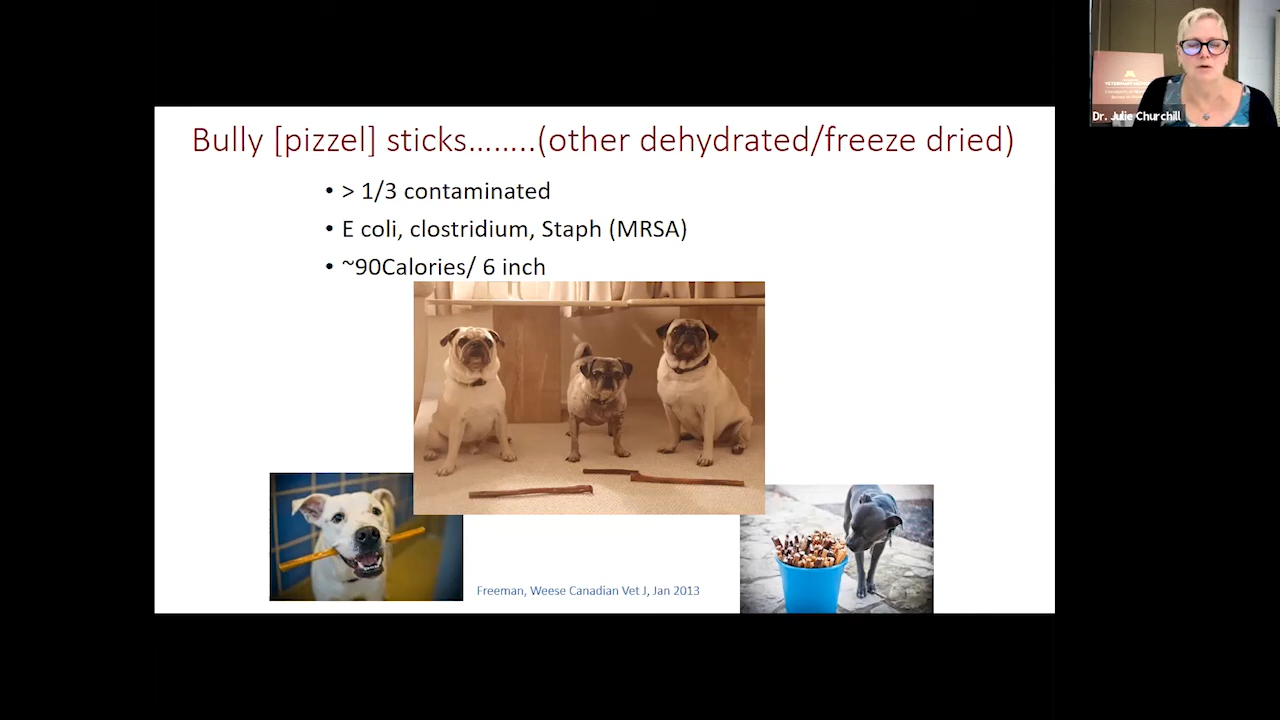 Bully [pizzel] sticks……..(other dehydrated/freeze dried)
• > 1/3 contaminated
• E coli, clostridium, Staph (MRSA)
• ~90Calories/ 6 inch
Freeman, Weese Canadian Vet J, Jan 2013
Dr. Julie Churchill